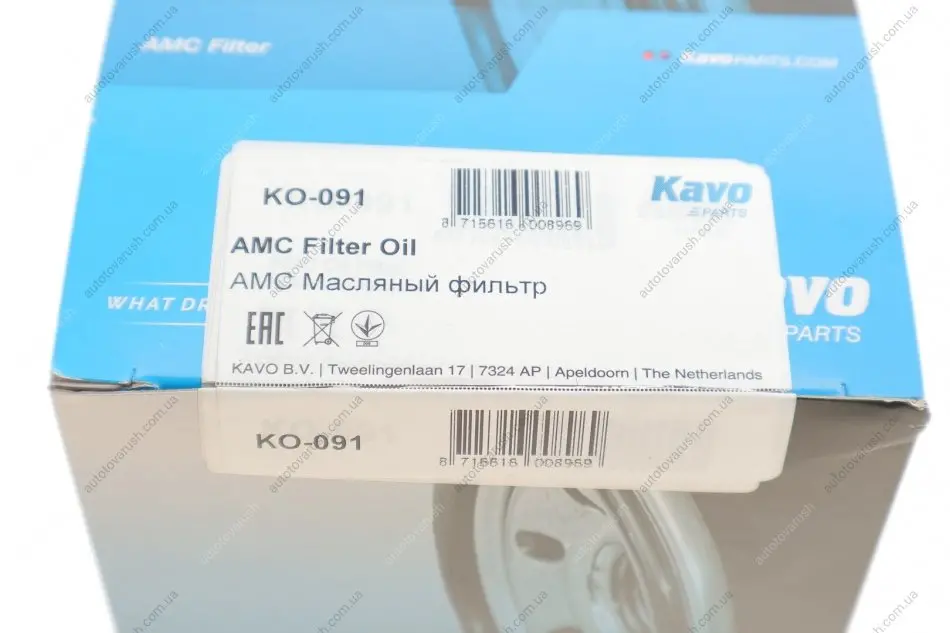 AMC Filter
KAVOPARTS.COM
KO-091
8 715616 008969
Kavo
PARTS
AMC Filter Oil
AMC Масляный фильтр
WHAT DR
EAC
avo
PARTS
KAVO B.V. | Tweelingenlaan 17 | 7324 AP | Apeldoorn | The Netherlands
KO-091
8 715616 008969
autotovarush.com.ua